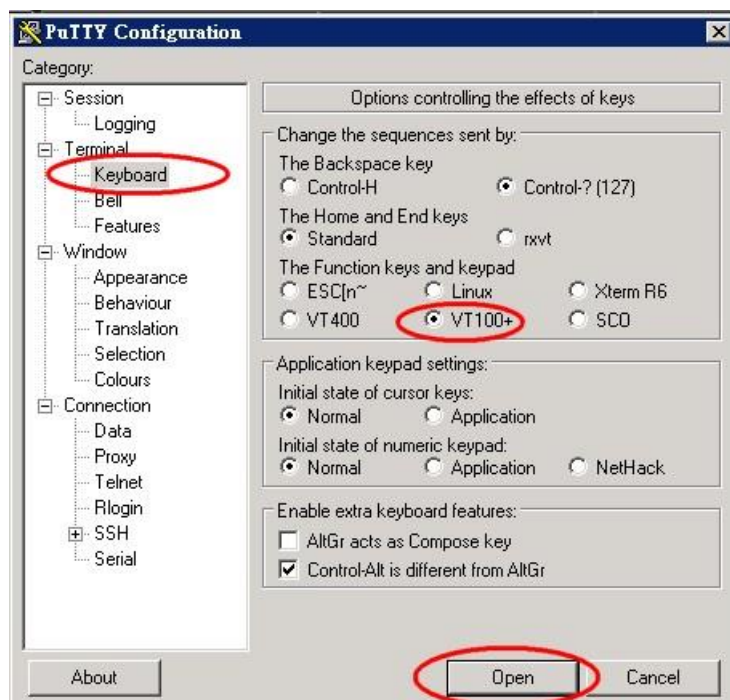 PuTTY Configuration
Category:
Session
Logging
Terminal
Keyboard
Bell
Features
Window
Appearance
Behaviour
Translation
Selection
Colours
Connection
Data
Proxy
Telnet
Rlogin
SSH
Serial
Options controlling the effects of keys
Change the sequences sent by:
The Backspace key
Control-H Control-? (127)
The Home and End keys
Standard rxvt
The Function keys and keypad
ESC[n~ Linux Xterm R6
VT400 VT100+ SCO
Application keypad settings:
Initial state of cursor keys:
Normal Application
Initial state of numeric keypad:
Normal Application NetHack
Enable extra keyboard features:
AltGr acts as Compose key
Control-Alt is different from AltGr
About Open Cancel